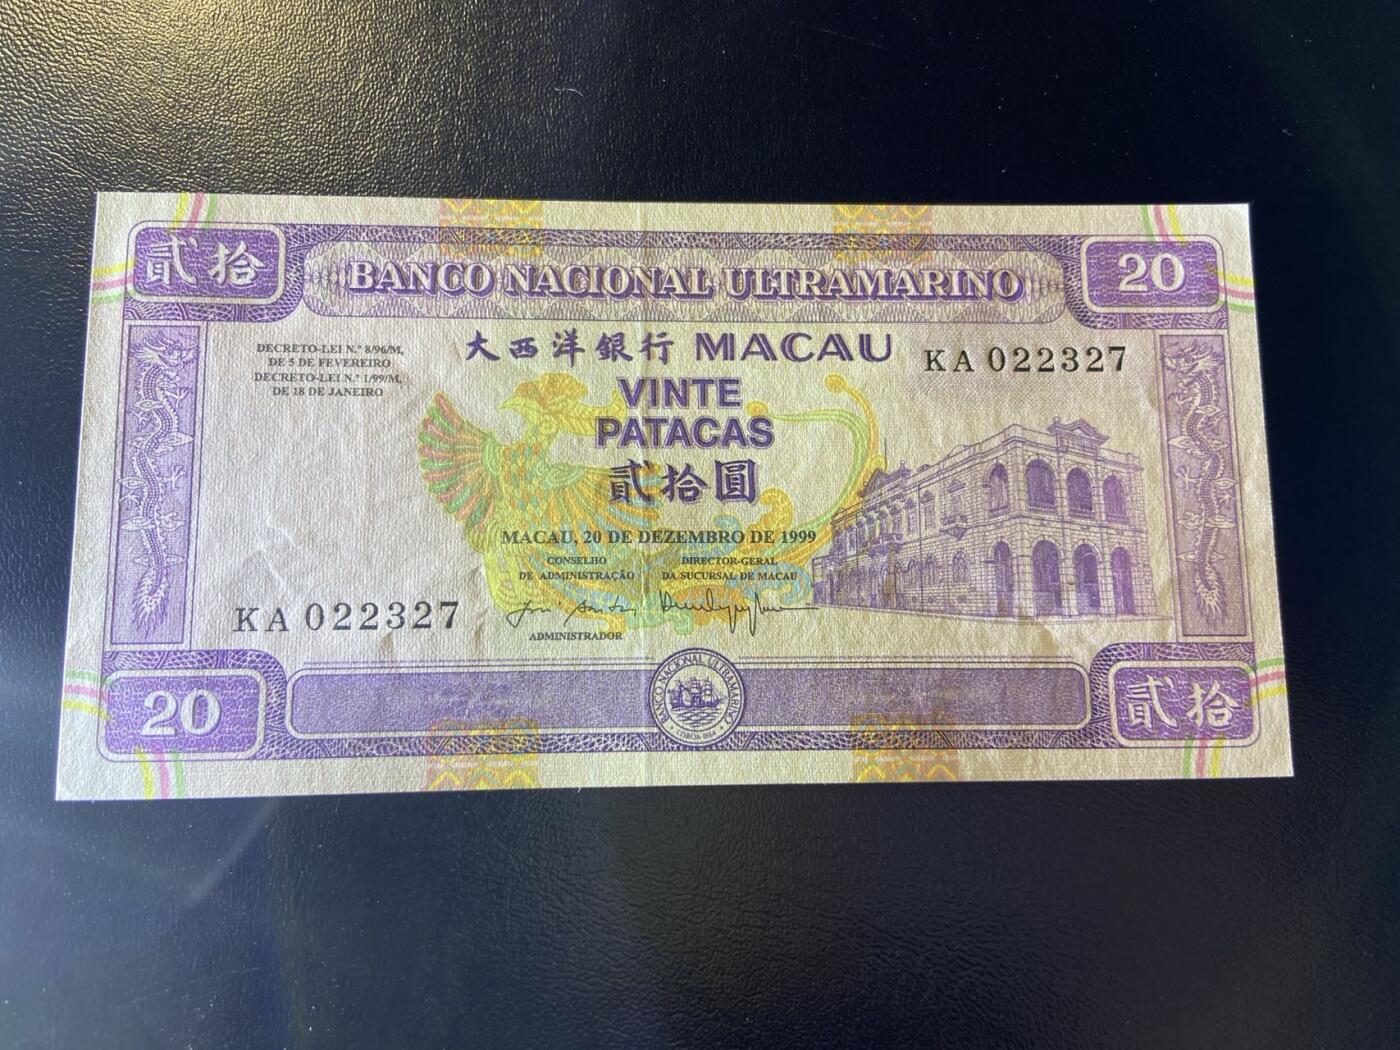 貳拾
BANCO NACIONAL ULTRAMARINO
20
DECRETO-LEI N.º 8/96/M,
DE 5 DE FEVEREIRO
DECRETO-LEI N.º 1/99/M,
DE 18 DE JANEIRO
大西洋銀行 MACAU
KA 022327
VINTE
PATACAS
貳拾圓
MACAU, 20 DE DEZEMBRO DE 1999
CONSELHO
DE ADMINISTRAÇÃO
DIRECTOR-GERAL
DA SUCURSAL DE MACAU
KA 022327
ADMINISTRADOR
20
BANCO NACIONAL ULTRAMARINO
LISBOA-1864
貳拾